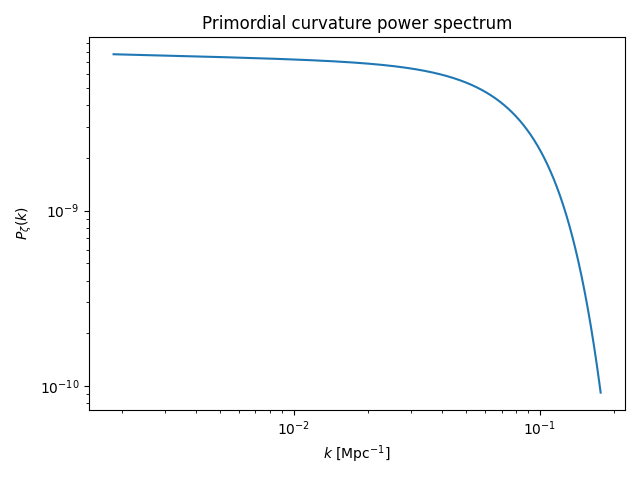 Primordial curvature power spectrum
P_ζ(k)
10⁻⁹
10⁻¹⁰
10⁻² 10⁻¹
k [Mpc⁻¹]